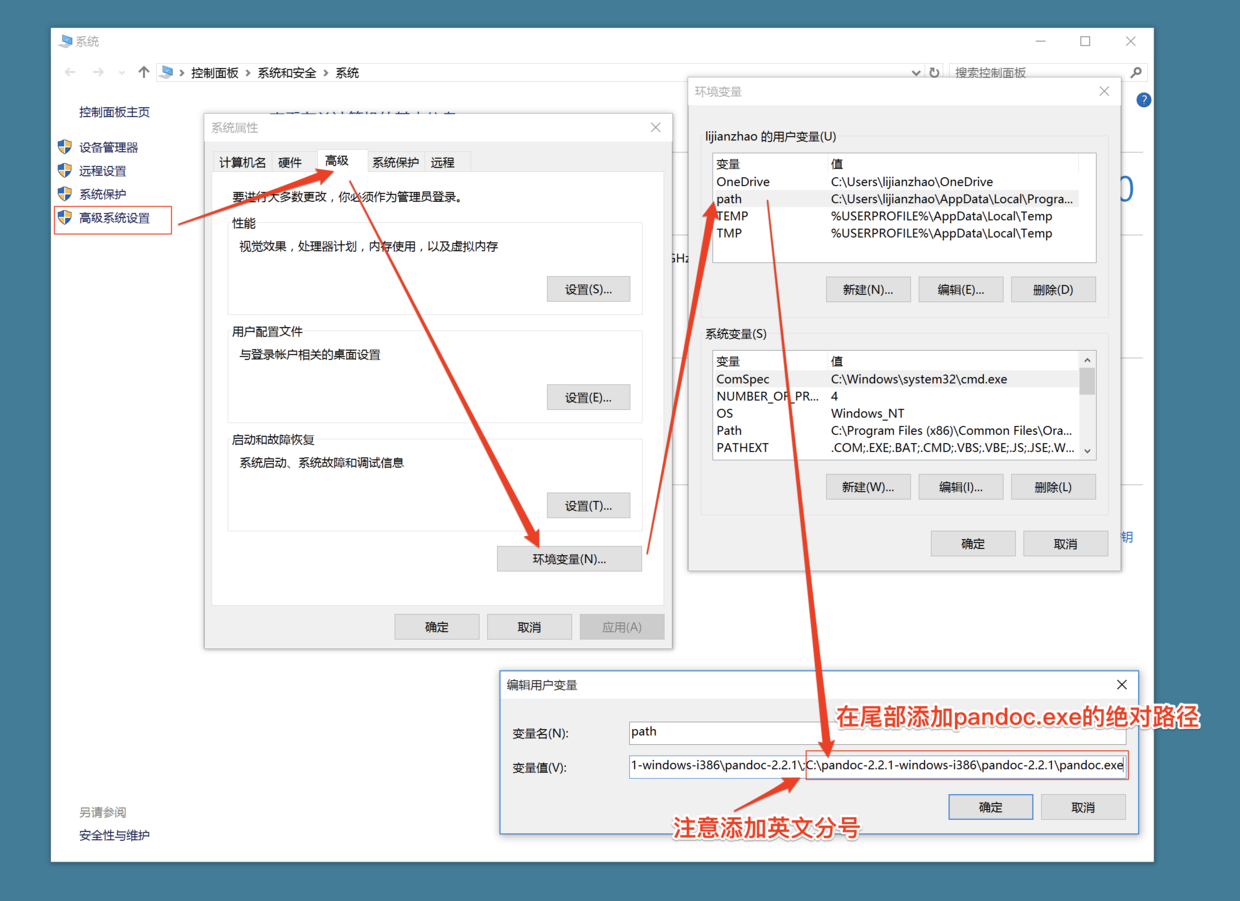 系统
控制面板 系统和安全 系统
搜索控制面板
控制面板主页
设备管理器
远程设置
系统保护
高级系统设置
另请参阅
安全性与维护
系统属性
计算机名 硬件 高级 系统保护 远程
要进行大多数更改，你必须作为管理员登录。
性能
视觉效果，处理器计划，内存使用，以及虚拟内存
设置(S)...
用户配置文件
与登录帐户相关的桌面设置
设置(E)...
启动和故障恢复
系统启动、系统故障和调试信息
设置(T)...
环境变量(N)...
确定 取消 应用(A)
环境变量
lijianzhao 的用户变量(U)
变量 值
OneDrive C:\Users\lijianzhao\OneDrive
path C:\Users\lijianzhao\AppData\Local\Progra...
TEMP %USERPROFILE%\AppData\Local\Temp
TMP %USERPROFILE%\AppData\Local\Temp
新建(N)... 编辑(E)... 删除(D)
系统变量(S)
变量 值
ComSpec C:\Windows\system32\cmd.exe
NUMBER_OF_PR... 4
OS Windows_NT
Path C:\Program Files (x86)\Common Files\Ora...
PATHEXT .COM;.EXE;.BAT;.CMD;.VBS;.VBE;.JS;.JSE;.W...
新建(W)... 编辑(I)... 删除(L)
确定 取消
钥
编辑用户变量
在尾部添加pandoc.exe的绝对路径
变量名(N): path
变量值(V): 1-windows-i386\pandoc-2.2.1\;C:\pandoc-2.2.1-windows-i386\pandoc-2.2.1\pandoc.exe
确定 取消
注意添加英文分号